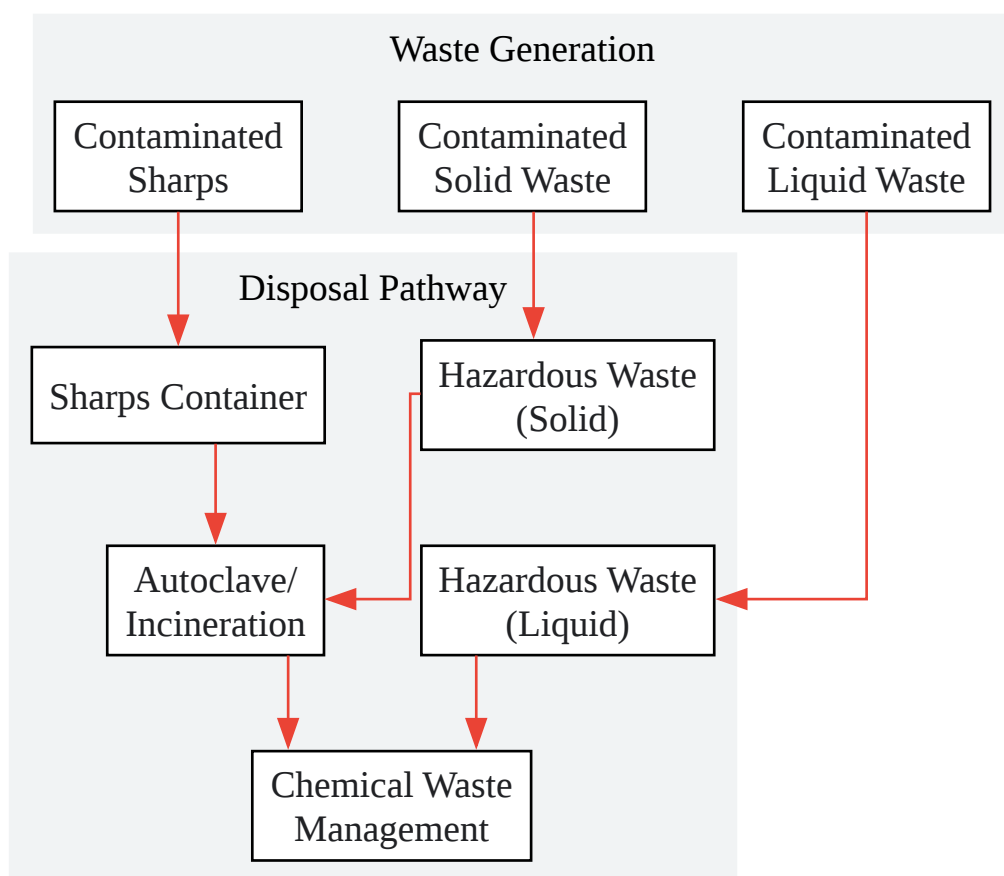 Waste Generation
Contaminated
Sharps
Contaminated
Solid Waste
Contaminated
Liquid Waste
Disposal Pathway
Sharps Container
Hazardous Waste
(Solid)
Autoclave/
Incineration
Hazardous Waste
(Liquid)
Chemical Waste
Management